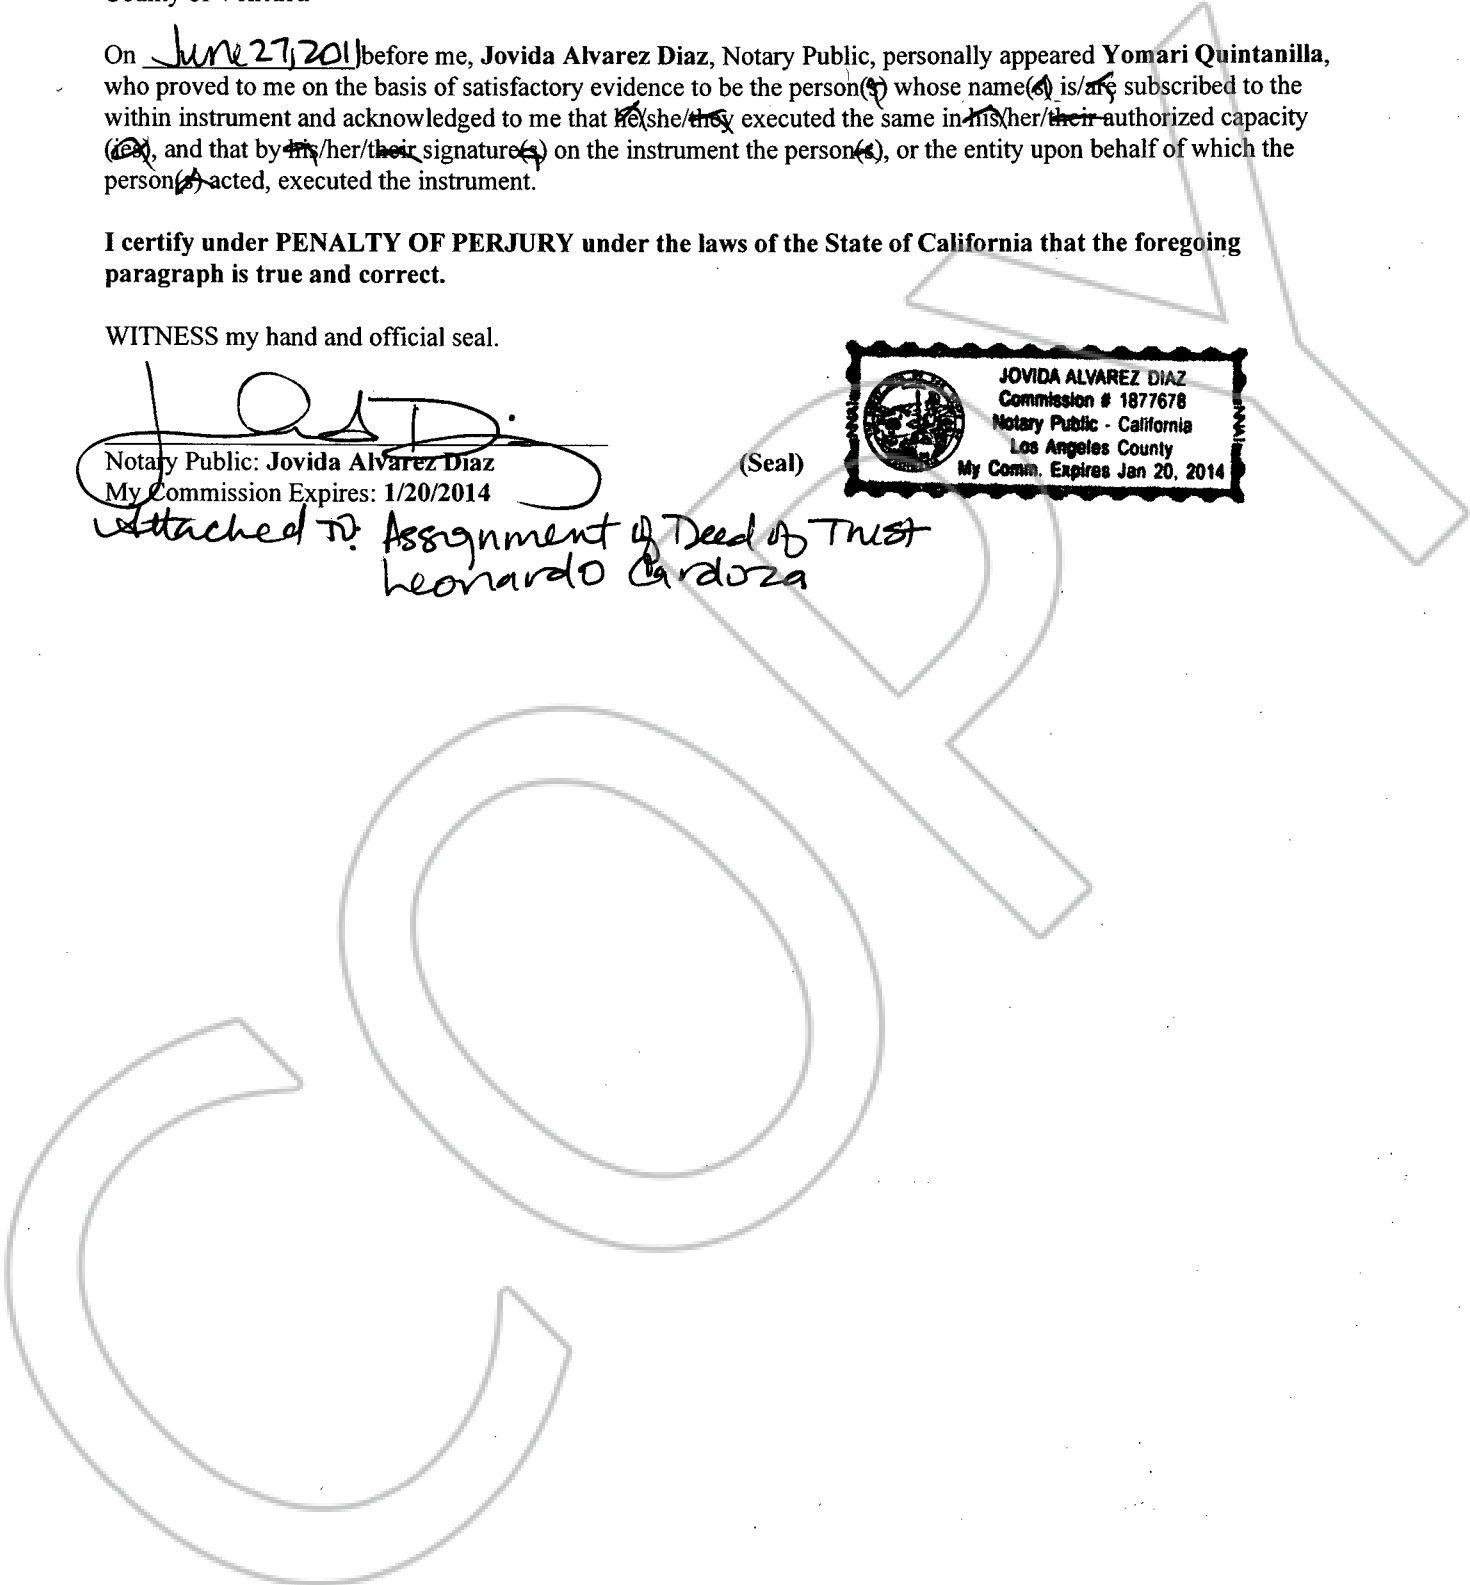 County of Ventura
On June 27, 2011 before me, Jovida Alvarez Diaz, Notary Public, personally appeared Yomari Quintanilla,
who proved to me on the basis of satisfactory evidence to be the person(s) whose name(s) is/are subscribed to the
within instrument and acknowledged to me that he/she/they executed the same in his/her/their authorized capacity
(ies), and that by his/her/their signature(s) on the instrument the person(s), or the entity upon behalf of which the
person(s) acted, executed the instrument.
I certify under PENALTY OF PERJURY under the laws of the State of California that the foregoing
paragraph is true and correct.
WITNESS my hand and official seal.
JOVIDA ALVAREZ DIAZ
Commission # 1877678
Notary Public - California
Los Angeles County
My Comm. Expires Jan 20, 2014
Notary Public: Jovida Alvarez Diaz
(Seal)
My Commission Expires: 1/20/2014
Attached to: Assignment of Deed of Trust
Leonardo Cardoza
COPY